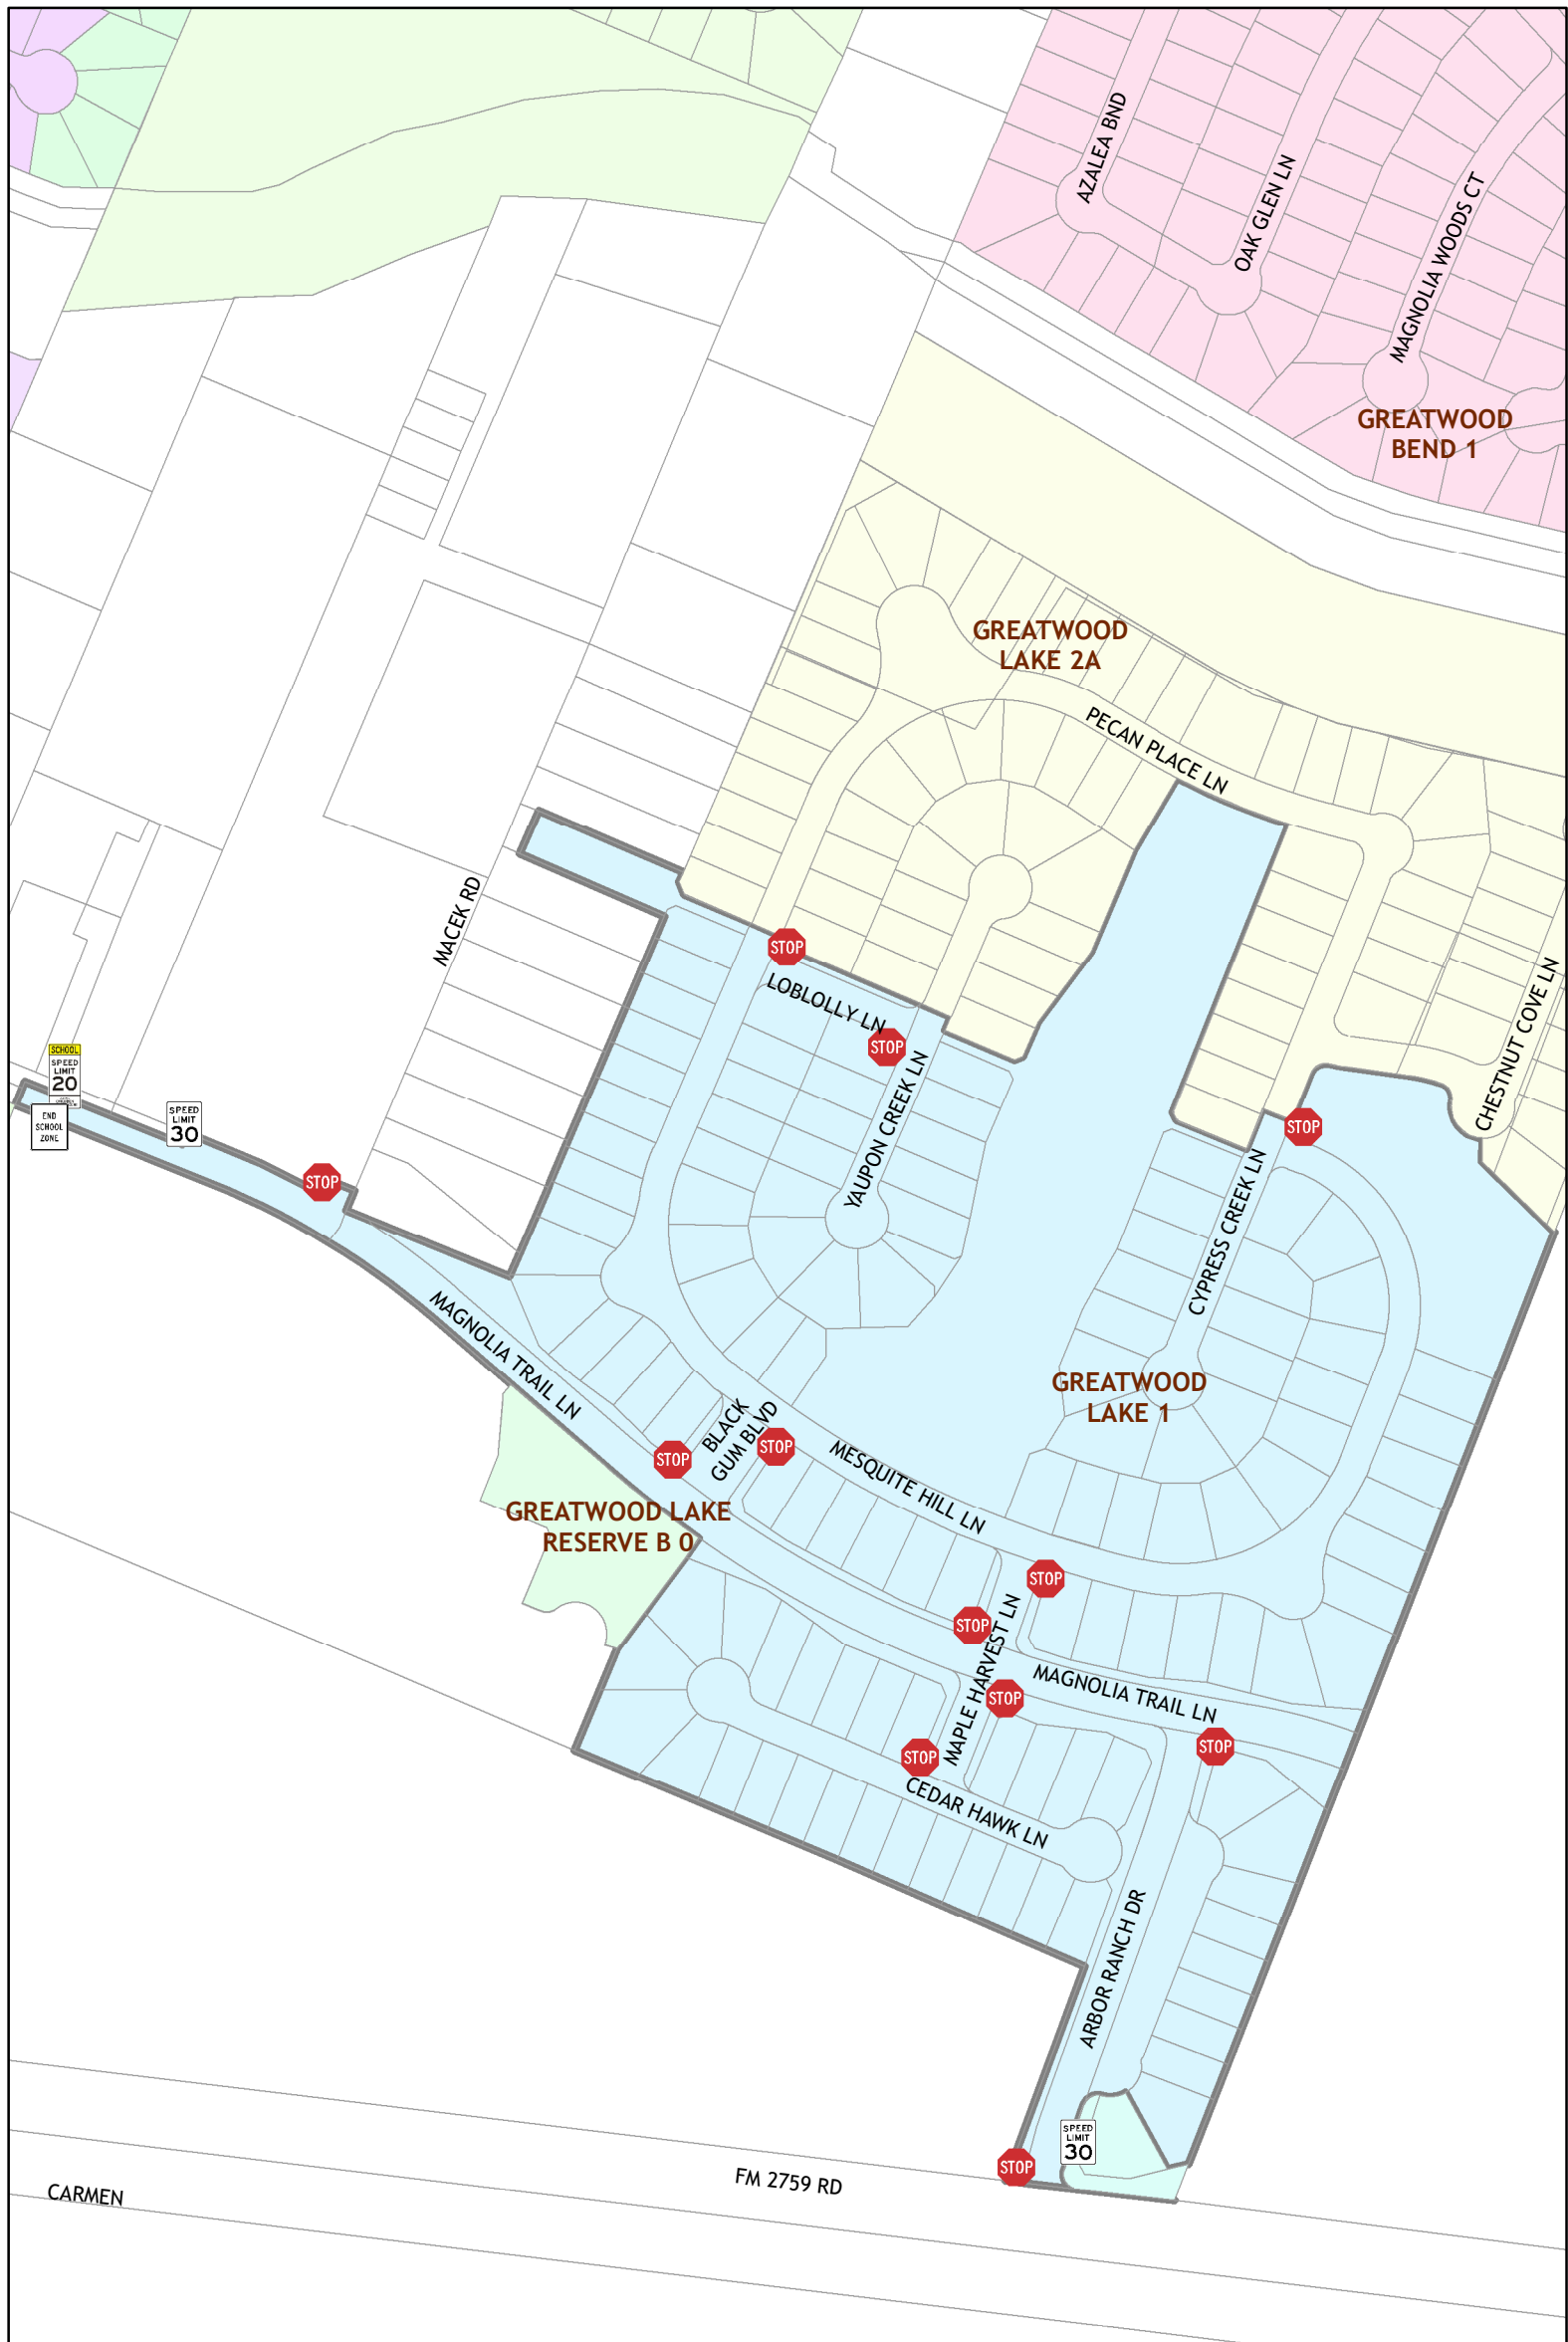 AZALEA BND
OAK GLEN LN
MAGNOLIA WOODS CT
GREATWOOD
BEND 1
GREATWOOD
LAKE 2A
PECAN PLACE LN
MACEK RD
STOP
LOBLOLLY LN
STOP
YAUPON CREEK LN
CHESTNUT COVE LN
SCHOOL
SPEED
LIMIT
20
END
SCHOOL
ZONE
SPEED
LIMIT
30
STOP
STOP
CYPRESS CREEK LN
MAGNOLIA TRAIL LN
GREATWOOD
LAKE 1
BLACK
GUM BLVD
STOP
STOP
MESQUITE HILL LN
GREATWOOD LAKE
RESERVE B 0
STOP
STOP
MAPLE HARVEST LN
MAGNOLIA TRAIL LN
STOP
STOP
STOP
CEDAR HAWK LN
ARBOR RANCH DR
SPEED
LIMIT
30
STOP
FM 2759 RD
CARMEN